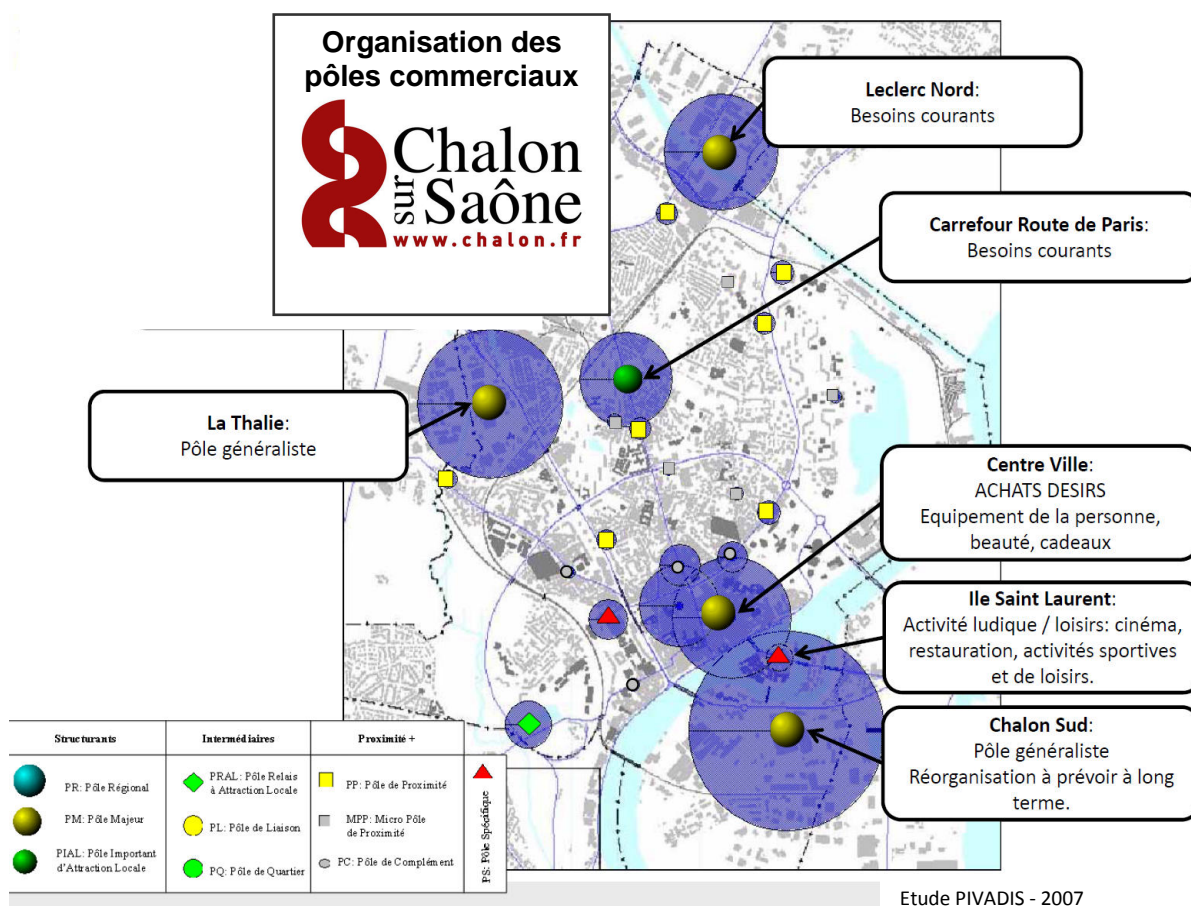 Organisation des
pôles commerciaux
Chalon
sur
Saône
www.chalon.fr
Leclerc Nord:
Besoins courants
Carrefour Route de Paris:
Besoins courants
La Thalie:
Pôle généraliste
Centre Ville:
ACHATS DESIRS
Equipement de la personne,
beauté, cadeaux
Ile Saint Laurent:
Activité ludique / loisirs: cinéma,
restauration, activités sportives
et de loisirs.
Chalon Sud:
Pôle généraliste
Réorganisation à prévoir à long
terme.
Structurants
PR: Pôle Régional
PM: Pôle Majeur
PIAL: Pôle Important
d'Attraction Locale
Intermédiaires
PRAL: Pôle Relais
à Attraction Locale
PL: Pôle de Liaison
PQ: Pôle de Quartier
Proximité +
PP: Pôle de Proximité
MPP: Micro Pôle
de Proximité
PC: Pôle de Complément
PS: Pôle Spécifique
Etude PIVADIS - 2007